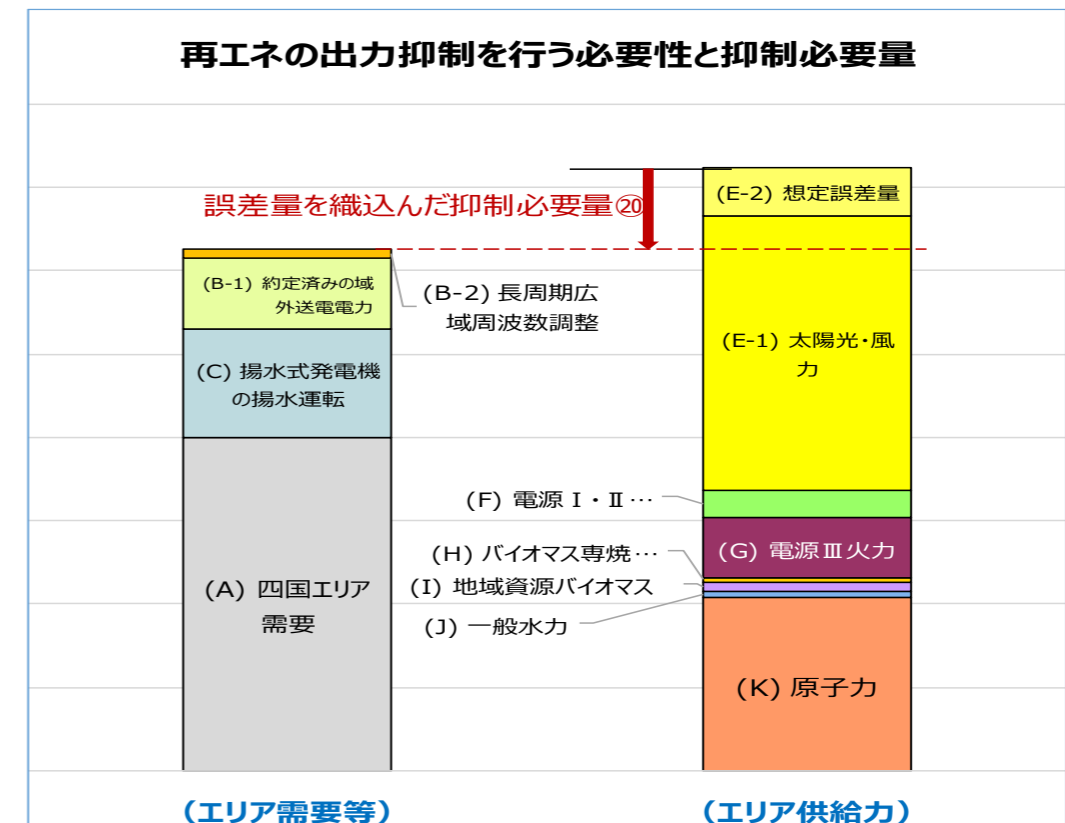 再エネの出力抑制を行う必要性と抑制必要量
誤差量を織込んだ抑制必要量⑳
(B-1) 約定済みの域
外送電電力
(B-2) 長周期広
域周波数調整
(C) 揚水式発電機
の揚水運転
(A) 四国エリア
需要
(E-2) 想定誤差量
(E-1) 太陽光・風
力
(F) 電源Ⅰ・Ⅱ…
(G) 電源Ⅲ火力
(H) バイオマス専焼…
(I) 地域資源バイオマス
(J) 一般水力
(K) 原子力
(エリア需要等)
(エリア供給力)